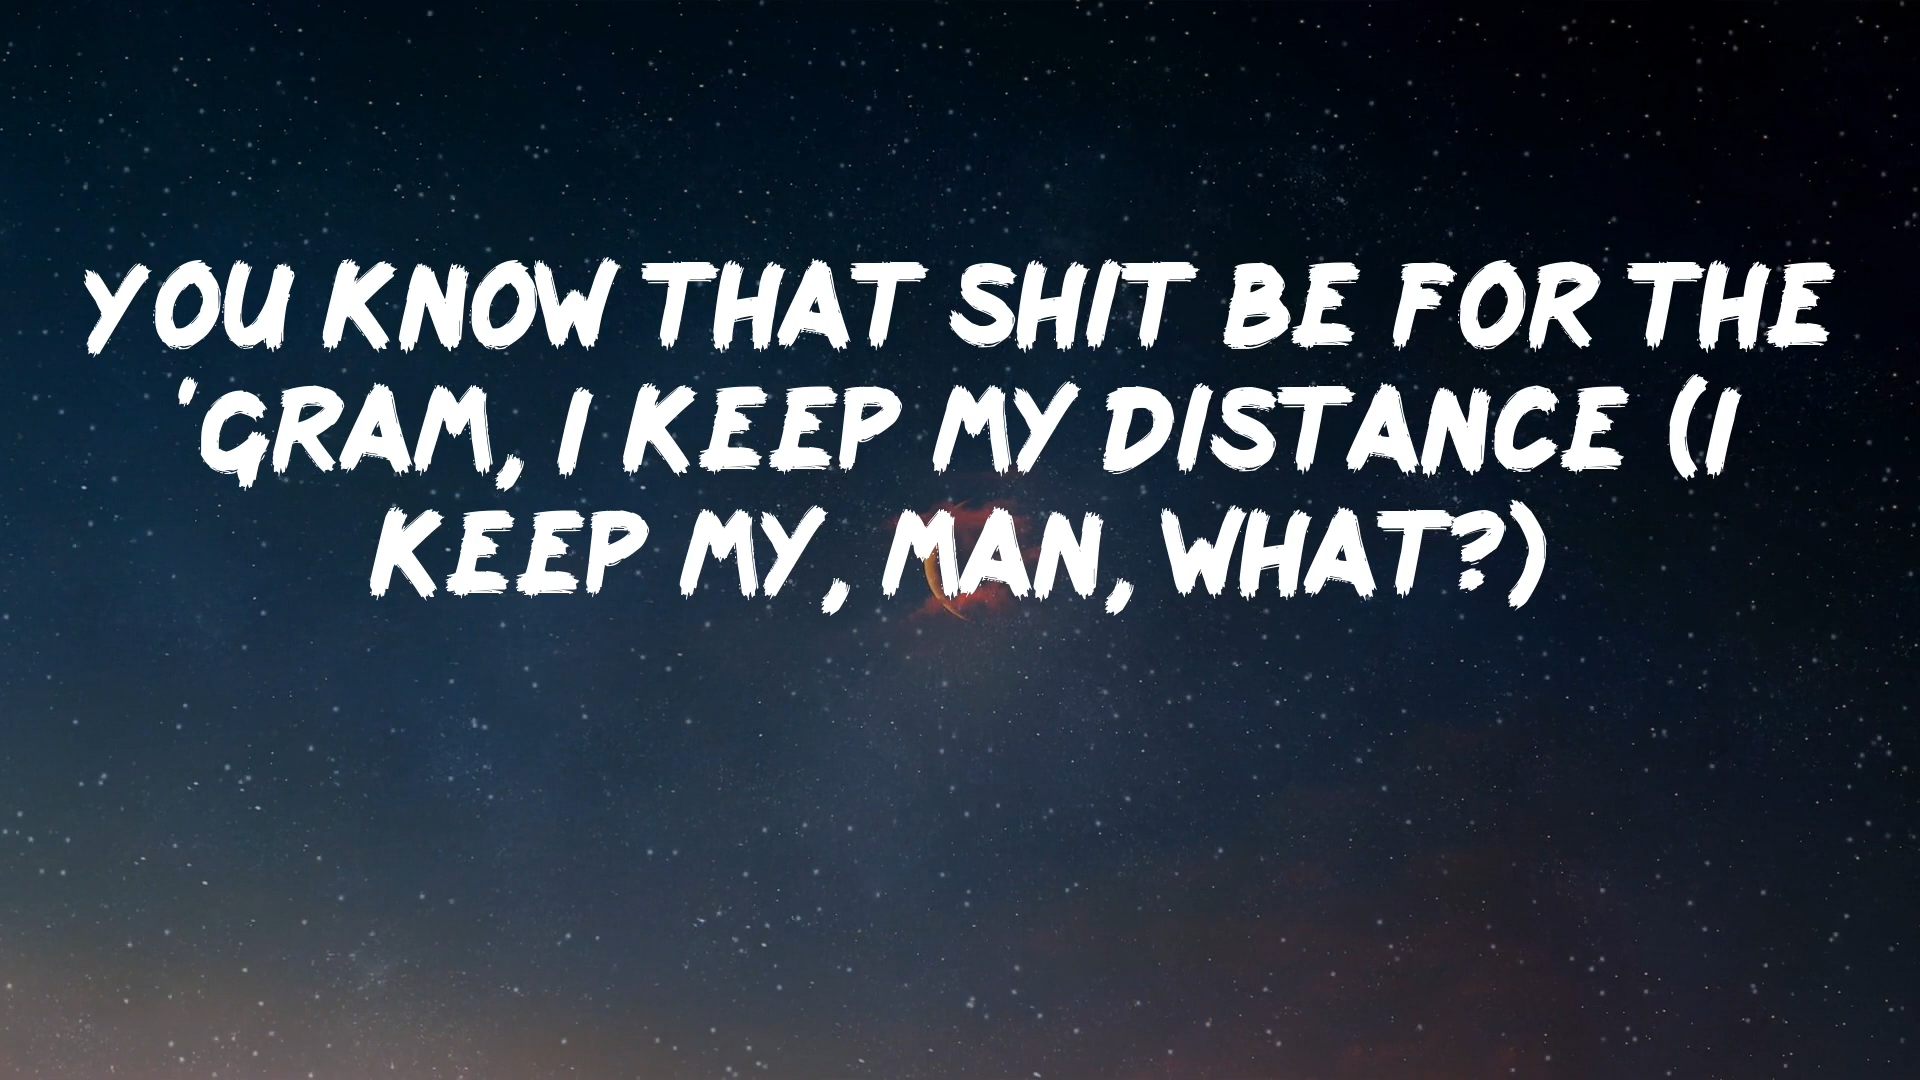 YOU KNOW THAT SHIT BE FOR THE
'GRAM, I KEEP MY DISTANCE (I
KEEP MY, MAN, WHAT?)